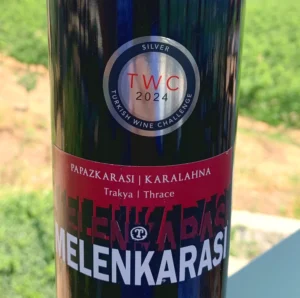 SILVER
TWC
2024
TURKISH WINE CHALLENGE
PAPAZKARASI | KARALAHNA
Trakya | Thrace
MELENKARASI
MELENKARASI